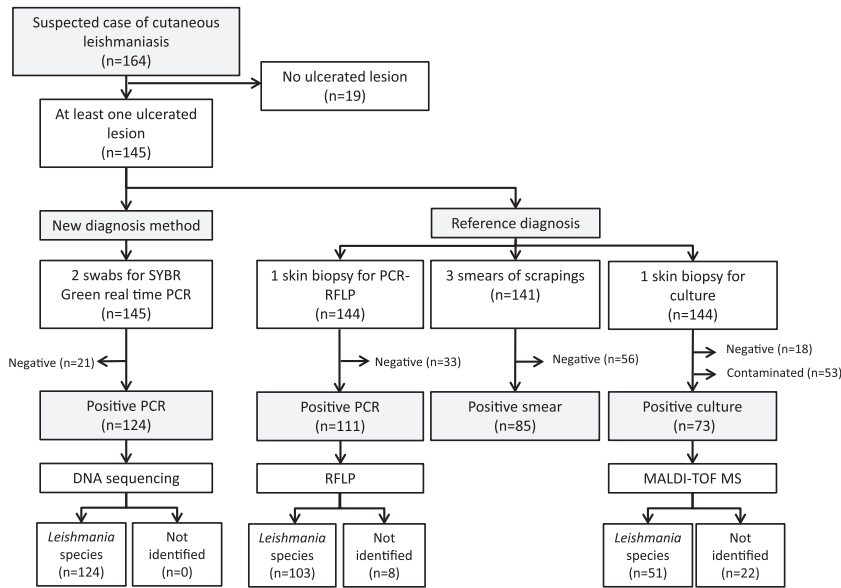 Suspected case of cutaneous
leishmaniasis
(n=164)
No ulcerated lesion
(n=19)
At least one ulcerated
lesion
(n=145)
New diagnosis method
Reference diagnosis
2 swabs for SYBR
Green real time PCR
(n=145)
1 skin biopsy for PCR-
RFLP
(n=144)
3 smears of scrapings
(n=141)
1 skin biopsy for
culture
(n=144)
Negative (n=21)
Negative (n=33)
Negative (n=56)
Negative (n=18)
Contaminated (n=53)
Positive PCR
(n=124)
Positive PCR
(n=111)
Positive smear
(n=85)
Positive culture
(n=73)
DNA sequencing
RFLP
MALDI-TOF MS
Leishmania
species
(n=124)
Not
identified
(n=0)
Leishmania
species
(n=103)
Not
identified
(n=8)
Leishmania
species
(n=51)
Not
identified
(n=22)